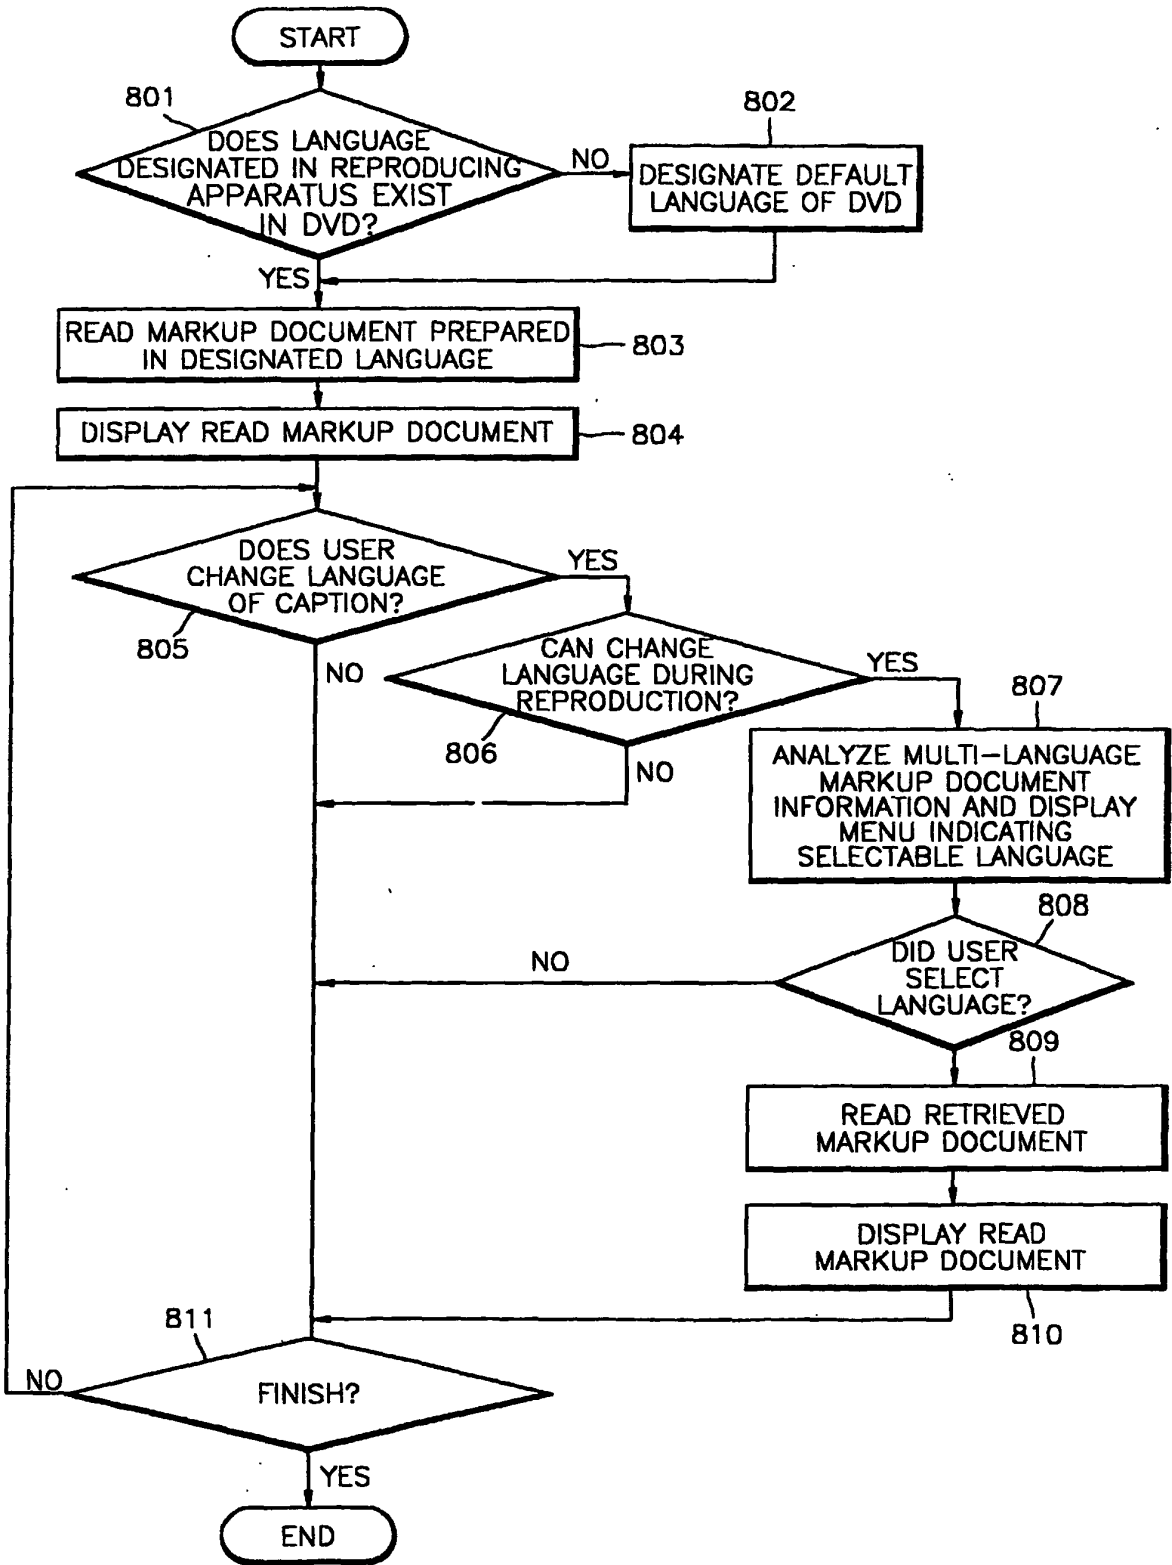 START
801
DOES LANGUAGE
DESIGNATED IN REPRODUCING
APPARATUS EXIST
IN DVD?
NO
802
DESIGNATE DEFAULT
LANGUAGE OF DVD
YES
READ MARKUP DOCUMENT PREPARED
IN DESIGNATED LANGUAGE
803
DISPLAY READ MARKUP DOCUMENT
804
DOES USER
CHANGE LANGUAGE
OF CAPTION?
805
YES
NO
CAN CHANGE
LANGUAGE DURING
REPRODUCTION?
806
YES
NO
807
ANALYZE MULTI-LANGUAGE
MARKUP DOCUMENT
INFORMATION AND DISPLAY
MENU INDICATING
SELECTABLE LANGUAGE
808
DID USER
SELECT
LANGUAGE?
NO
809
READ RETRIEVED
MARKUP DOCUMENT
DISPLAY READ
MARKUP DOCUMENT
810
811
FINISH?
NO
YES
END